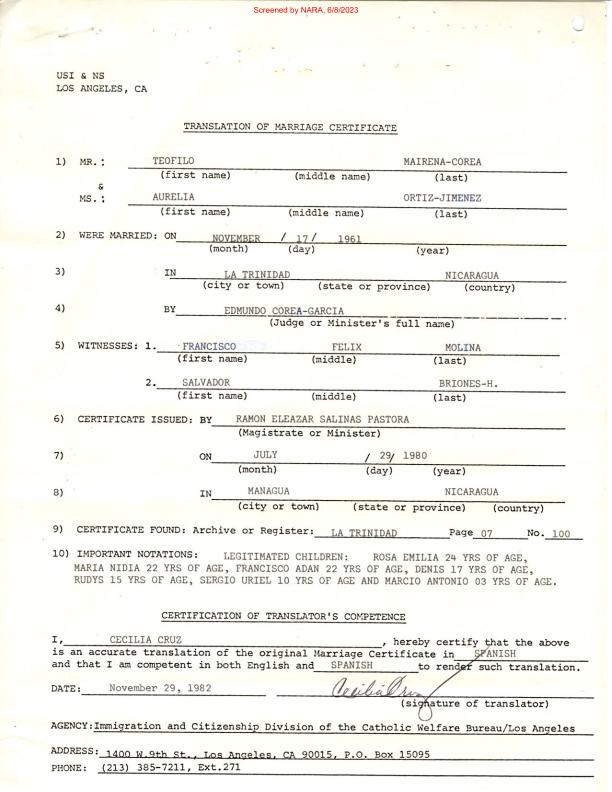 Screened by NARA, 6/8/2023
USI & NS
LOS ANGELES, CA
TRANSLATION OF MARRIAGE CERTIFICATE
1) MR.: TEOFILO MAIRENA-COREA
(first name) (middle name) (last)
&
MS.: AURELIA ORTIZ-JIMENEZ
(first name) (middle name) (last)
2) WERE MARRIED: ON NOVEMBER / 17 / 1961
(month) (day) (year)
3) IN LA TRINIDAD NICARAGUA
(city or town) (state or province) (country)
4) BY EDMUNDO COREA-GARCIA
(Judge or Minister's full name)
5) WITNESSES: 1. FRANCISCO FELIX MOLINA
(first name) (middle) (last)
2. SALVADOR BRIONES-H.
(first name) (middle) (last)
6) CERTIFICATE ISSUED: BY RAMON ELEAZAR SALINAS PASTORA
(Magistrate or Minister)
7) ON JULY / 29/ 1980
(month) (day) (year)
8) IN MANAGUA NICARAGUA
(city or town) (state or province) (country)
9) CERTIFICATE FOUND: Archive or Register: LA TRINIDAD Page 07 No. 100
10) IMPORTANT NOTATIONS: LEGITIMATED CHILDREN: ROSA EMILIA 24 YRS OF AGE,
MARIA NIDIA 22 YRS OF AGE, FRANCISCO ADAN 22 YRS OF AGE, DENIS 17 YRS OF AGE,
RUDYS 15 YRS OF AGE, SERGIO URIEL 10 YRS OF AGE AND MARCIO ANTONIO 03 YRS OF AGE.
CERTIFICATION OF TRANSLATOR'S COMPETENCE
I, CECILIA CRUZ, hereby certify that the above
is an accurate translation of the original Marriage Certificate in SPANISH
and that I am competent in both English and SPANISH to render such translation.
DATE: November 29, 1982 Cecilia Cruz
(signature of translator)
AGENCY: Immigration and Citizenship Division of the Catholic Welfare Bureau/Los Angeles
ADDRESS: 1400 W.9th St., Los Angeles, CA 90015, P.O. Box 15095
PHONE: (213) 385-7211, Ext.271